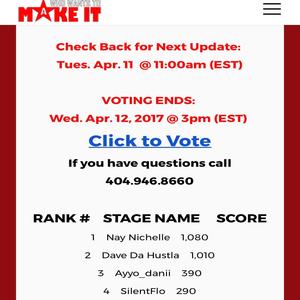 WHO WANTS TO
MAKE IT
Check Back for Next Update:
Tues. Apr. 11 @ 11:00am (EST)
VOTING ENDS:
Wed. Apr. 12, 2017 @ 3pm (EST)
Click to Vote
If you have questions call
404.946.8660
RANK # STAGE NAME SCORE
1 Nay Nichelle 1,080
2 Dave Da Hustla 1,010
3 Ayyo_danii 390
4 SilentFlo 290